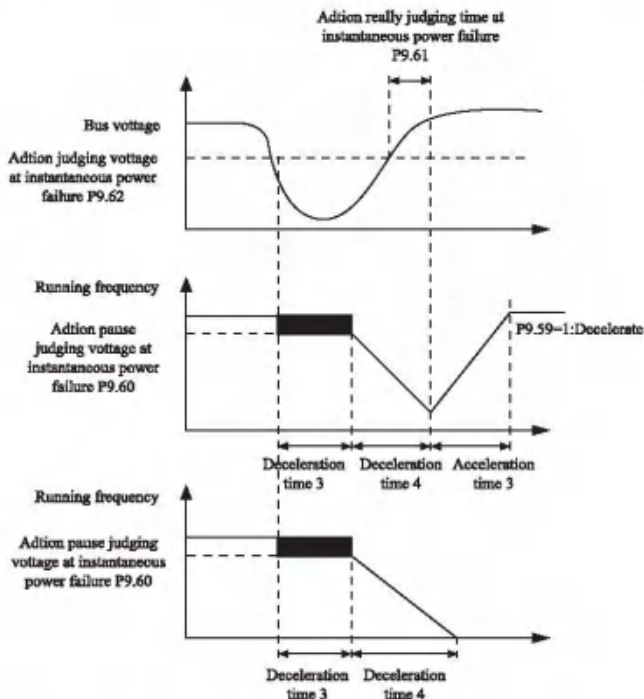 Adtion really judging time at
instantaneous power failure
P9.61
Bus vottage
Adtion judging vottage
at instantaneous power
failure P9.62
Running frequency
Adtion pause
judging vottage at
instantaneous power
failure P9.60
P9.59=1:Decelerate
Deceleration
time 3
Deceleration
time 4
Acceleration
time 3
Running frequency
Adtion pause judging
vottage at instantaneous
power failure P9.60
Deceleration
time 3
Deceleration
time 4